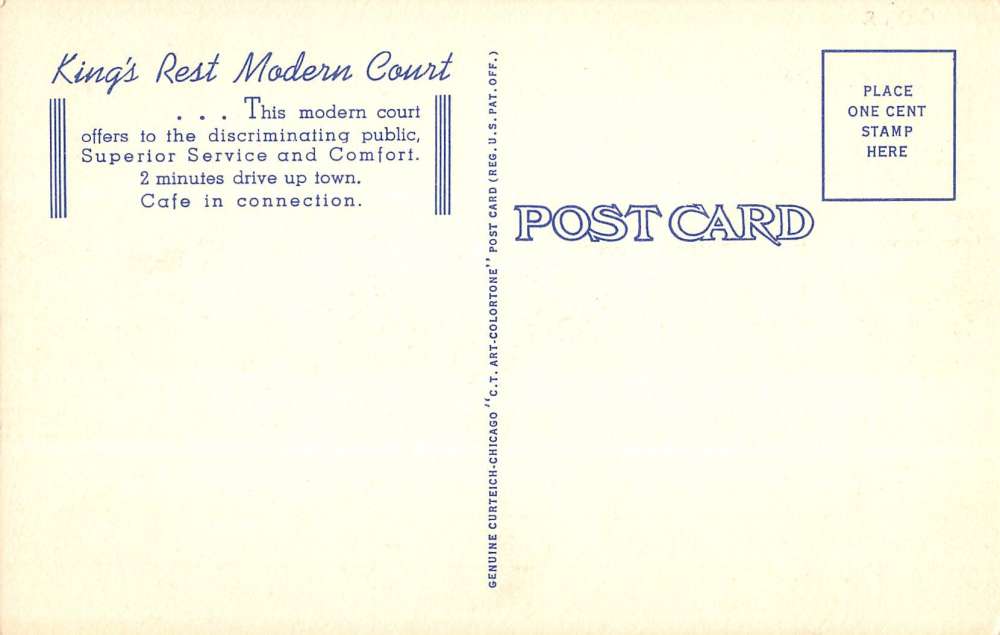 King's Rest Modern Court
. . . This modern court
offers to the discriminating public,
Superior Service and Comfort.
2 minutes drive up town.
Cafe in connection.
GENUINE CURTEICH-CHICAGO "C.T. ART-COLORTONE" POST CARD (REG. U.S. PAT. OFF.)
POST CARD
PLACE
ONE CENT
STAMP
HERE